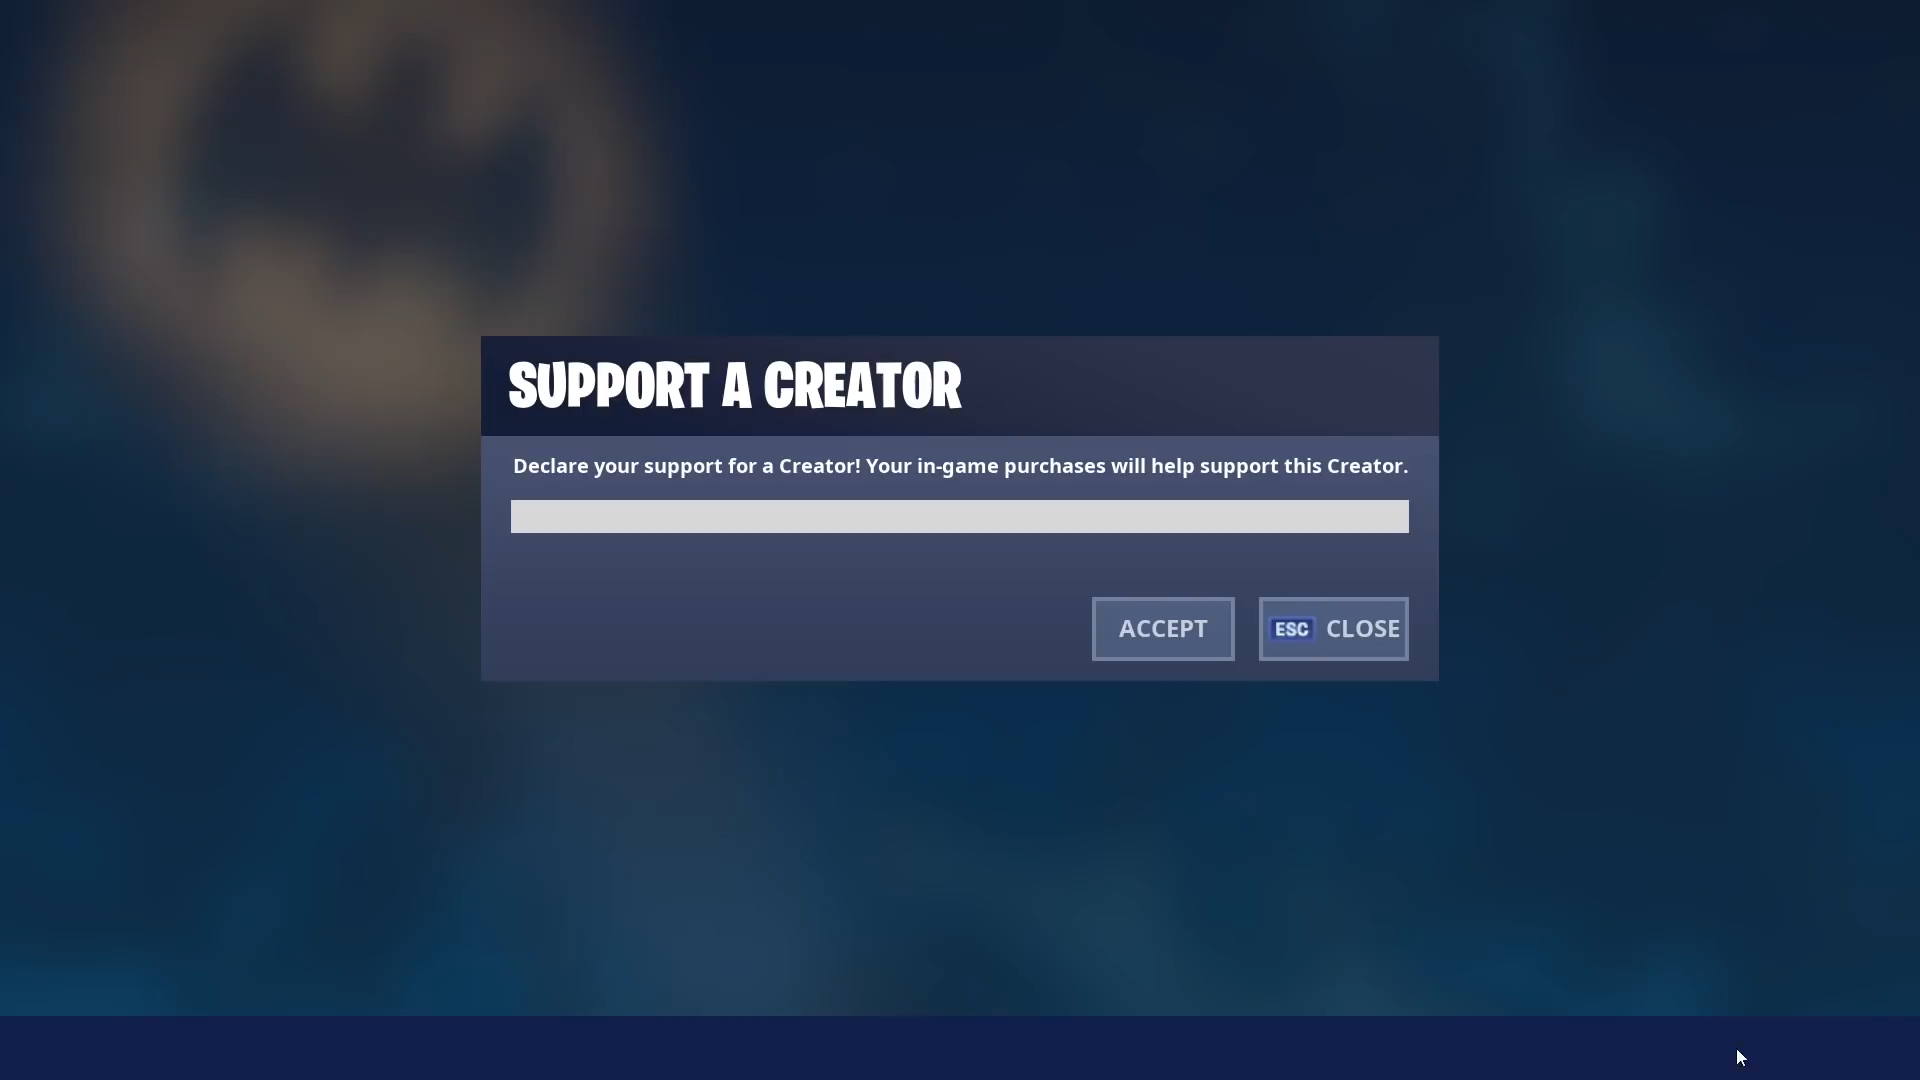 SUPPORT A CREATOR
Declare your support for a Creator! Your in-game purchases will help support this Creator.
ACCEPT
ESC CLOSE